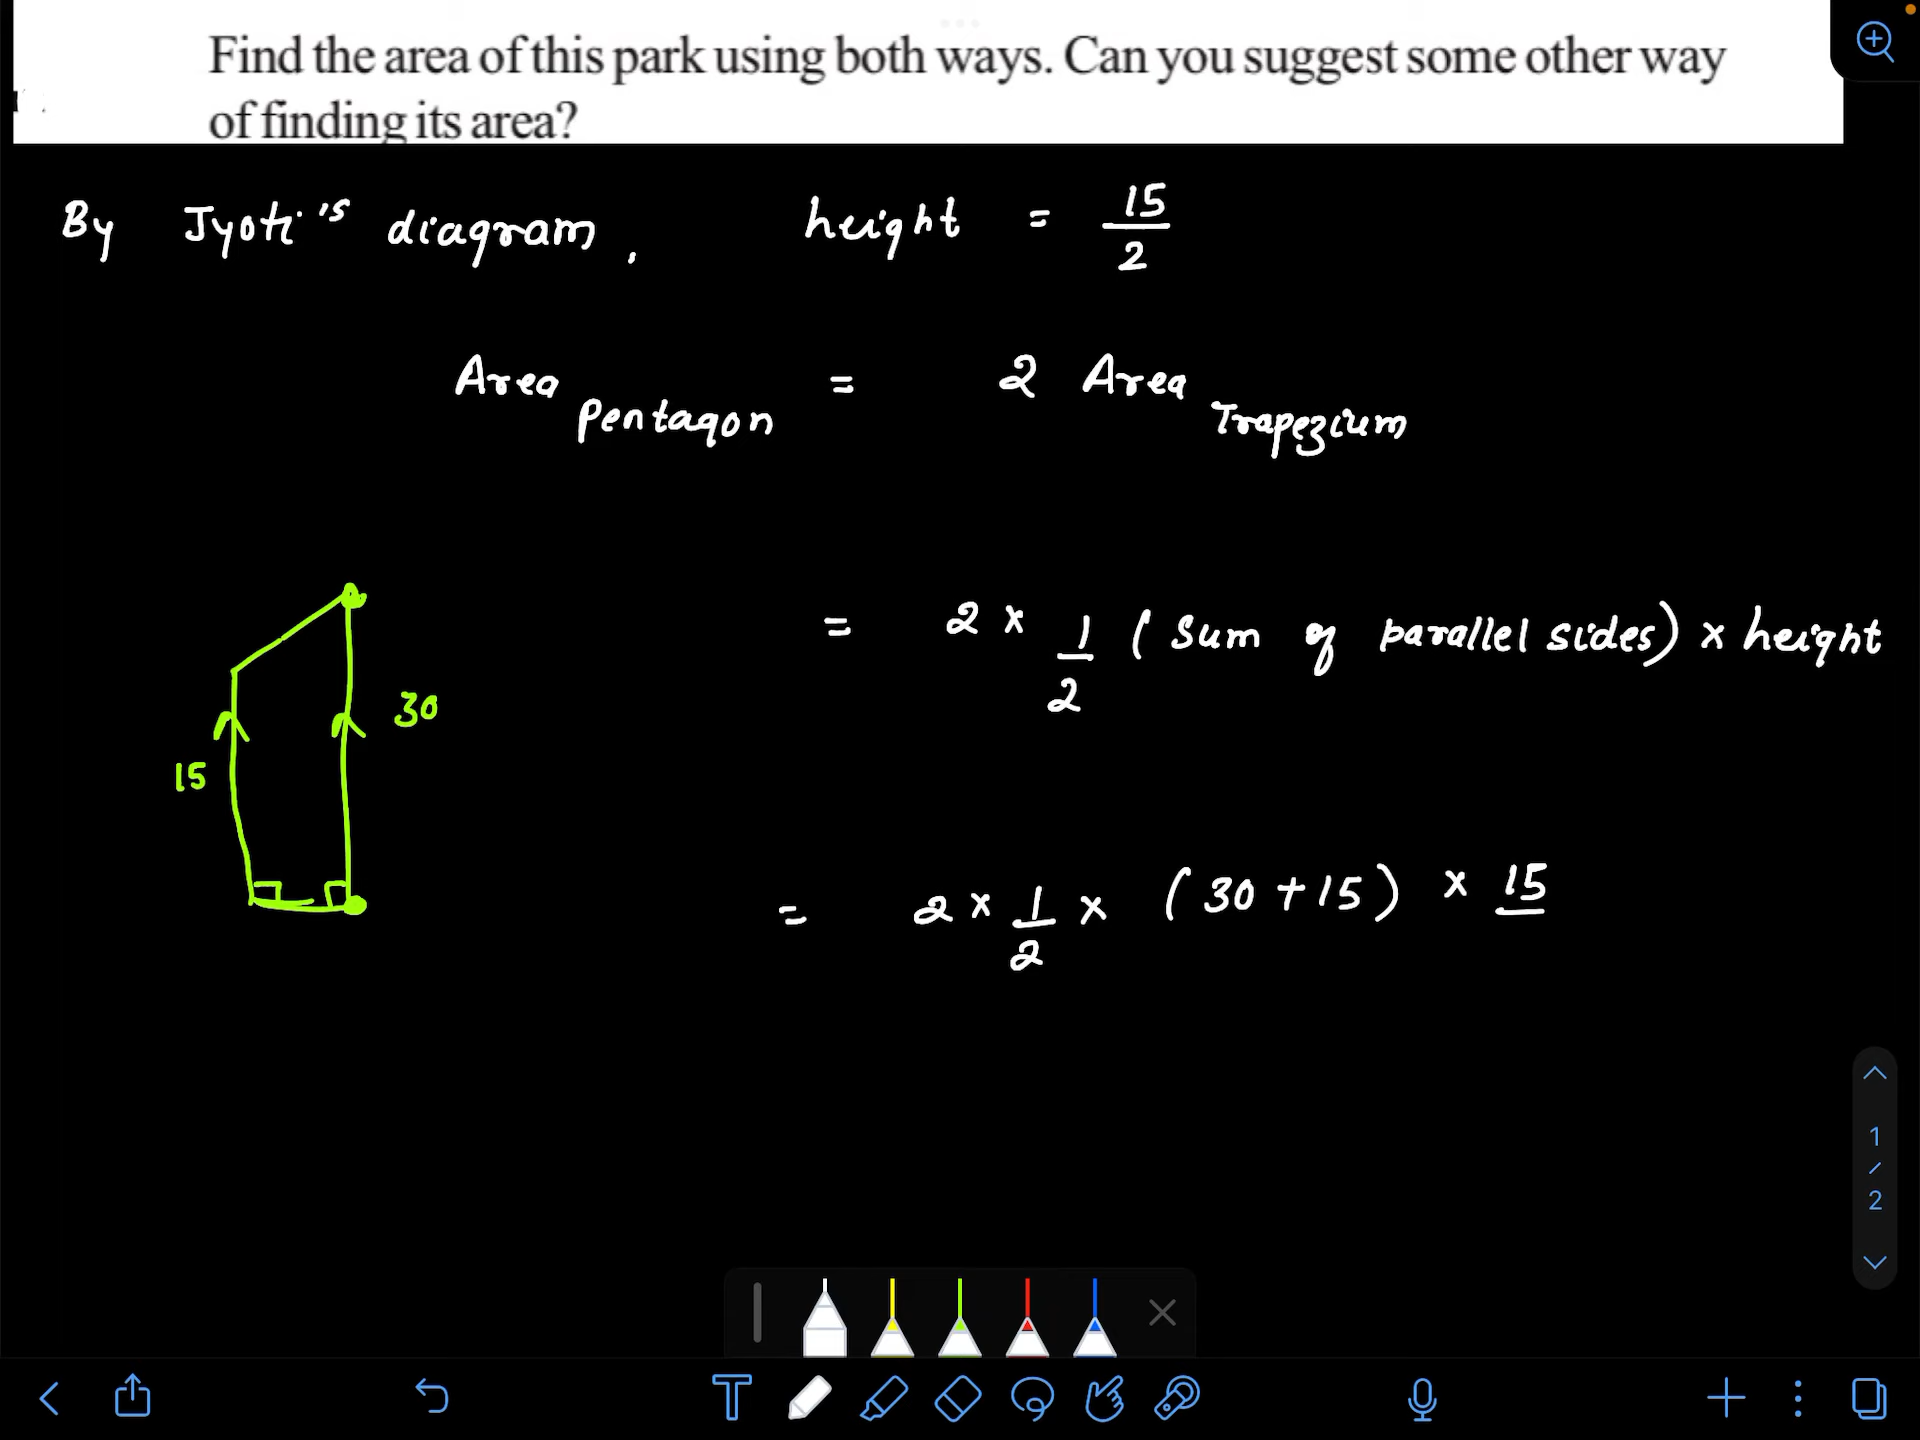 Find the area of this park using both ways. Can you suggest some other way
of finding its area?
By Jyoti's diagram, height = 15/2
Area Pentagon = 2 Area Trapezium
= 2 × 1/2 (Sum of parallel sides) × height
30
15
= 2 × 1/2 × (30 + 15) × 15
1
/
2
T